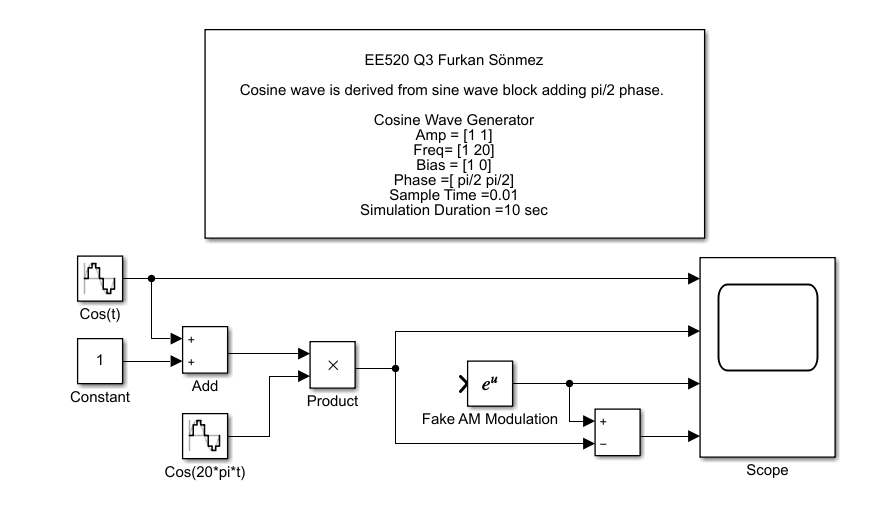 EE520 Q3 Furkan Sönmez
Cosine wave is derived from sine wave block adding pi/2 phase.
Cosine Wave Generator
Amp = [1 1]
Freq= [1 20]
Bias = [1 0]
Phase =[ pi/2 pi/2]
Sample Time =0.01
Simulation Duration =10 sec
Cos(t)
+
+
Add
1
Constant
×
Product
Cos(20*pi*t)
eᵘ
Fake AM Modulation
+
−
Scope